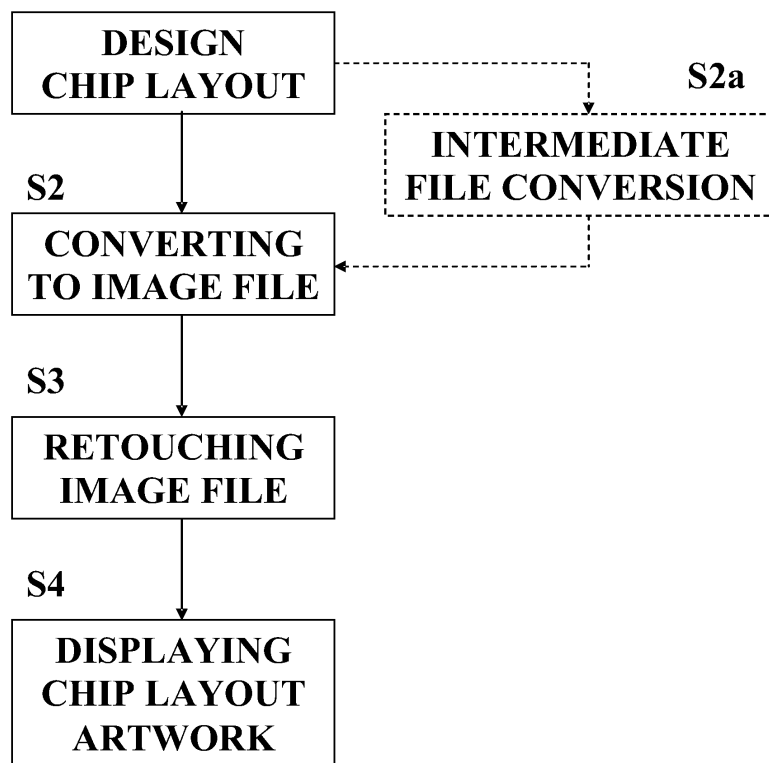 DESIGN
CHIP LAYOUT
S2a
INTERMEDIATE
FILE CONVERSION
S2
CONVERTING
TO IMAGE FILE
S3
RETOUCHING
IMAGE FILE
S4
DISPLAYING
CHIP LAYOUT
ARTWORK